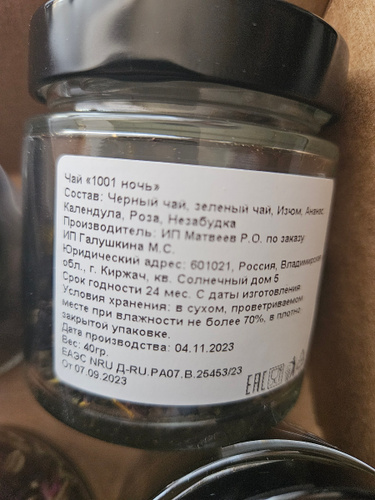 Чай «1001 ночь»
Состав: Черный чай, зеленый чай, Изюм, Ананас,
Календула, Роза, Незабудка
Производитель: ИП Матвеев Р.О. по заказу
ИП Галушкина М.С.
Юридический адрес: 601021, Россия, Владимирская
обл., г. Киржач, кв. Солнечный дом 5
Срок годности 24 мес. С даты изготовления
Условия хранения: в сухом, проветриваемом
месте при влажности не более 70%, в плотно
закрытой упаковке.
Дата производства: 04.11.2023
Вес: 40гр.
ЕАЭС NRU Д-RU.РА07.В.25453/23
От 07.09.2023
EAC